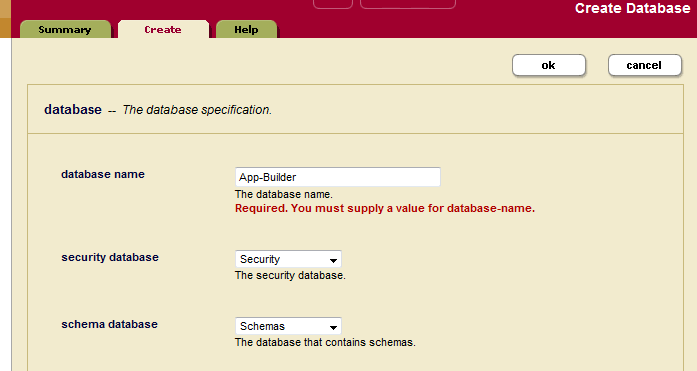 Create Database
Summary
Create
Help
ok
cancel
database -- The database specification.
database name
App-Builder
The database name.
Required. You must supply a value for database-name.
security database
Security
The security database.
schema database
Schemas
The database that contains schemas.